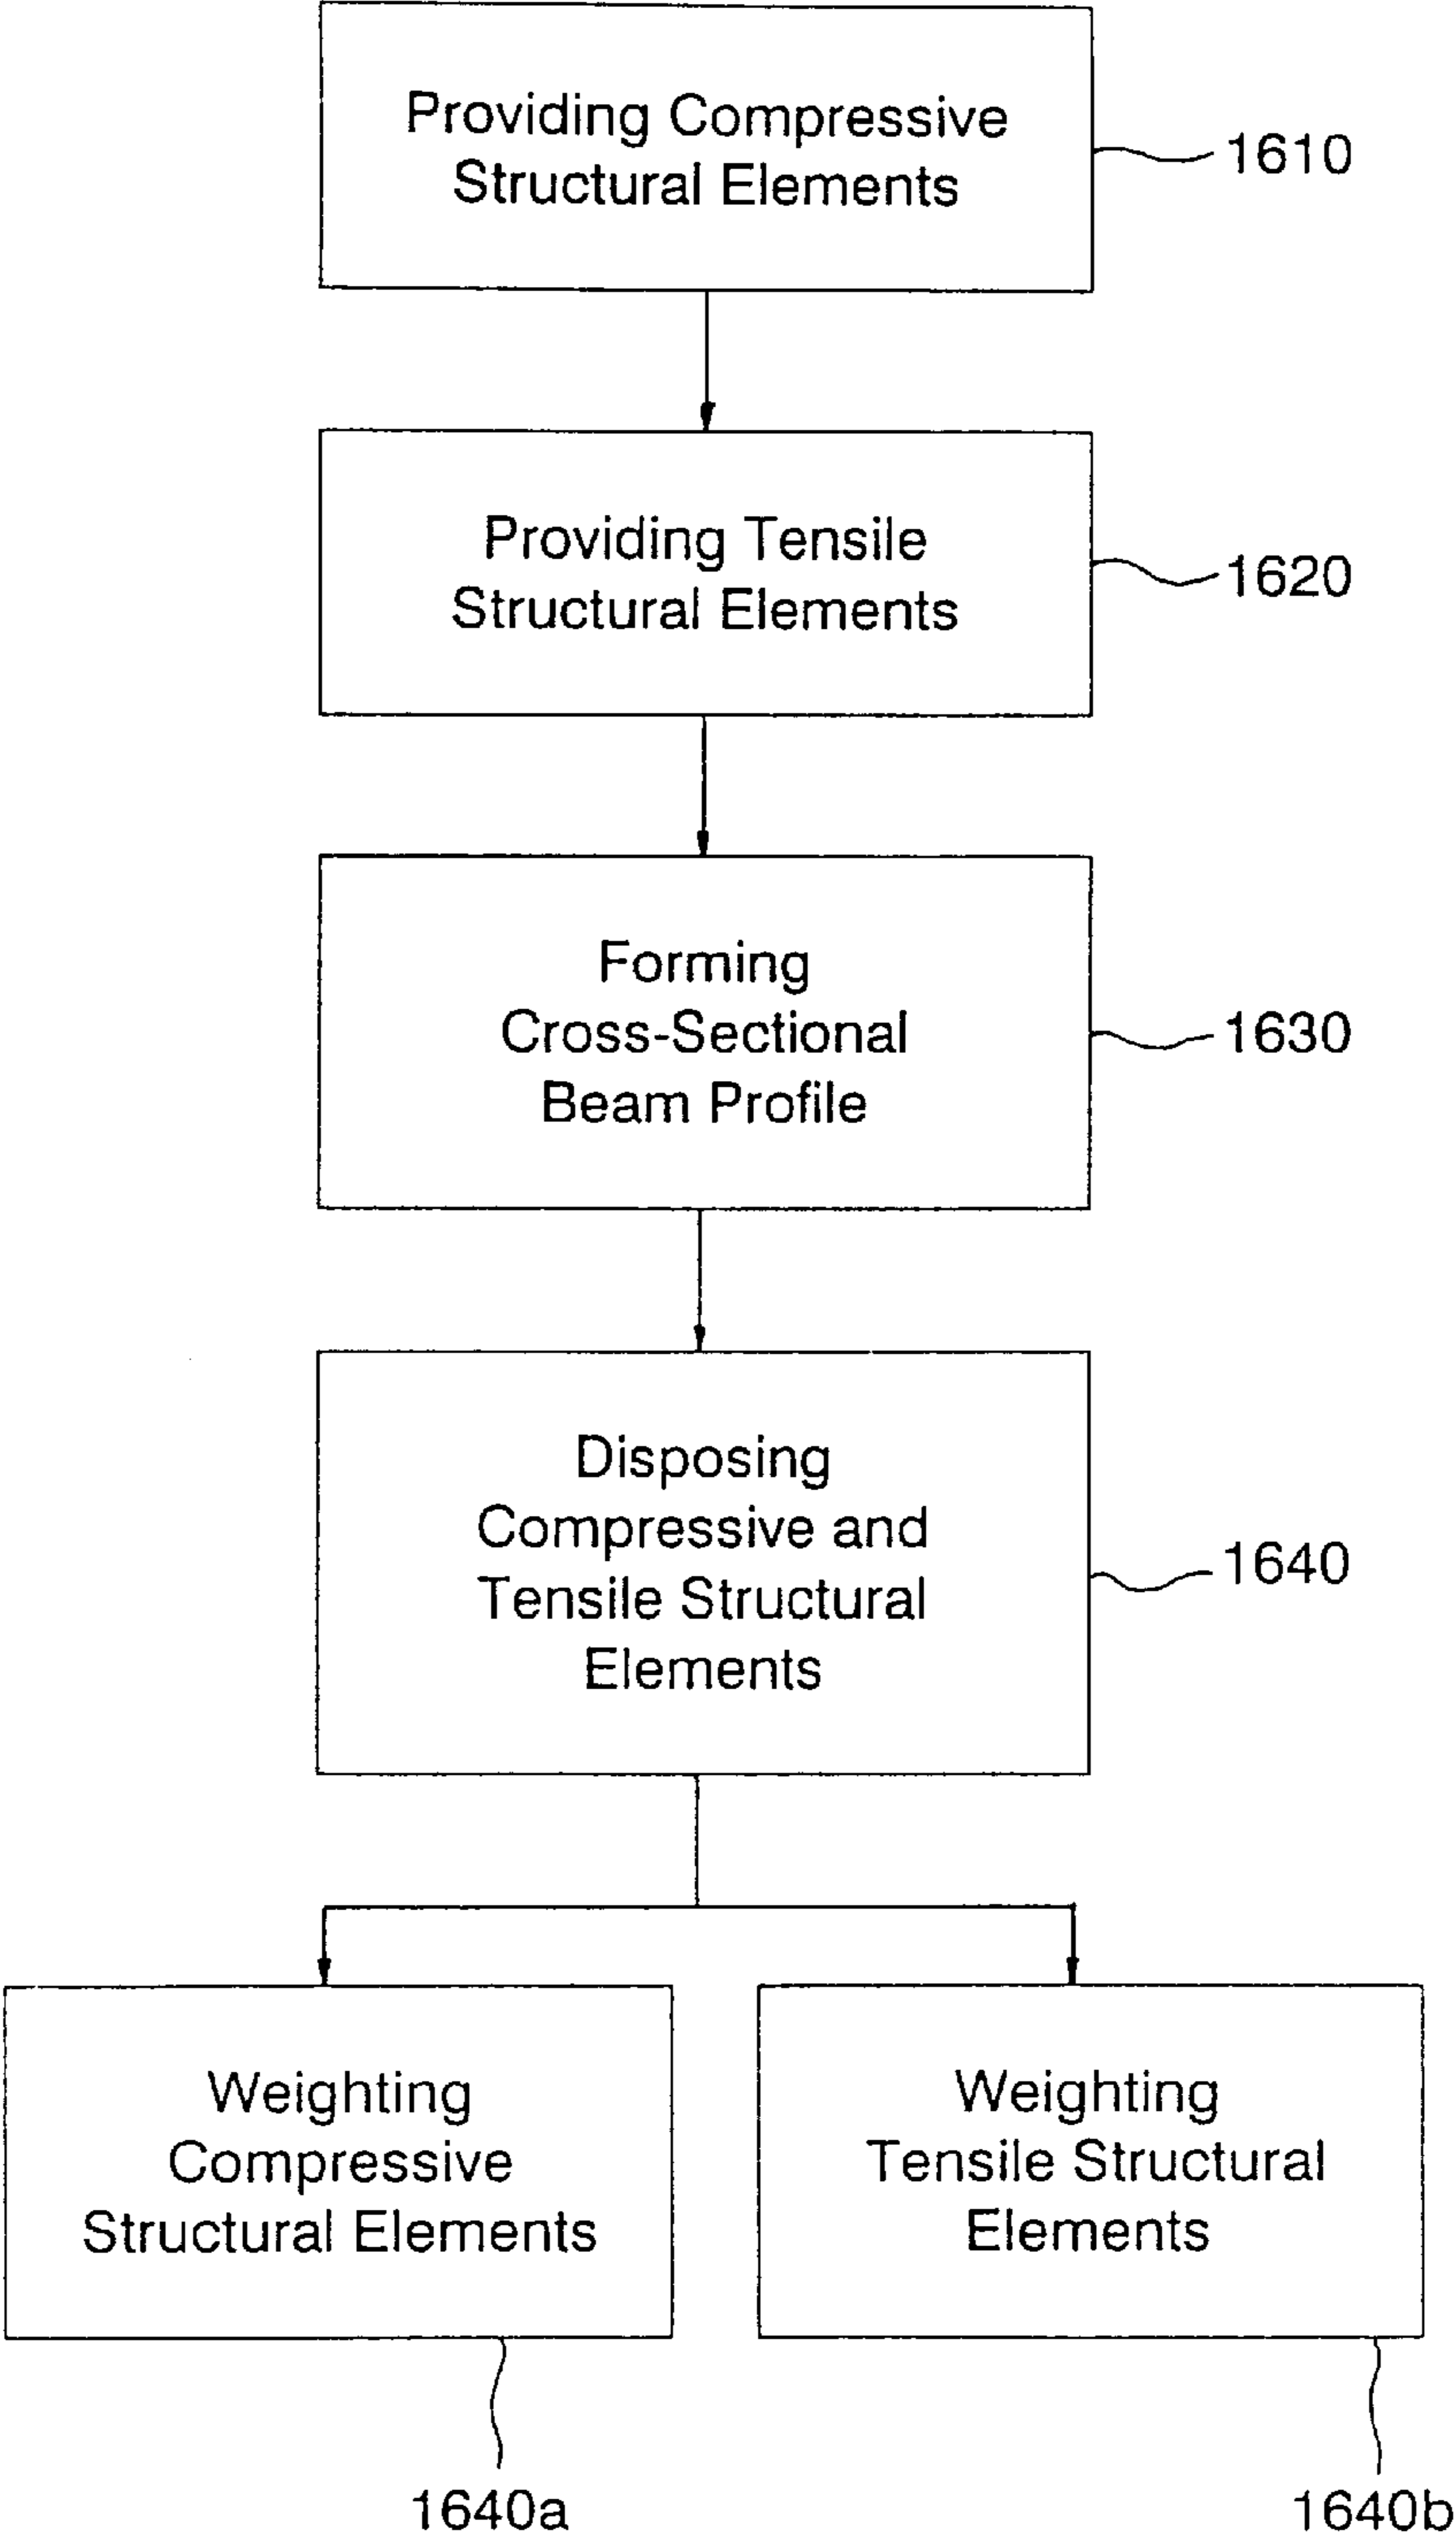 Providing Compressive
Structural Elements
1610
Providing Tensile
Structural Elements
1620
Forming
Cross-Sectional
Beam Profile
1630
Disposing
Compressive and
Tensile Structural
Elements
1640
Weighting
Compressive
Structural Elements
1640a
Weighting
Tensile Structural
Elements
1640b